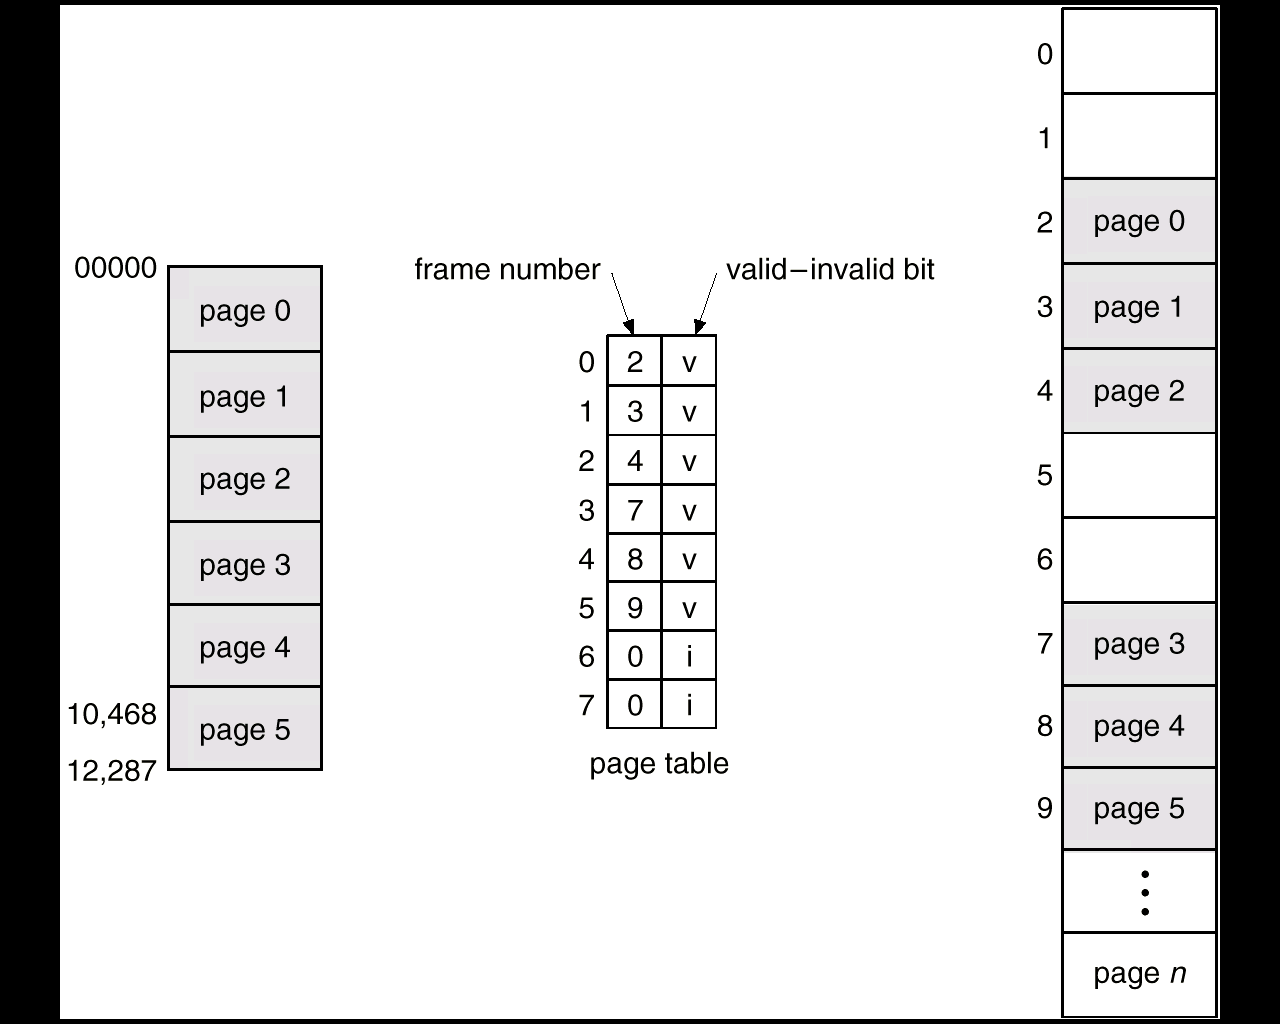 00000
page 0
page 1
page 2
page 3
page 4
10,468
page 5
12,287
frame number
valid–invalid bit
0 2 v
1 3 v
2 4 v
3 7 v
4 8 v
5 9 v
6 0 i
7 0 i
page table
0
1
2 page 0
3 page 1
4 page 2
5
6
7 page 3
8 page 4
9 page 5
page n